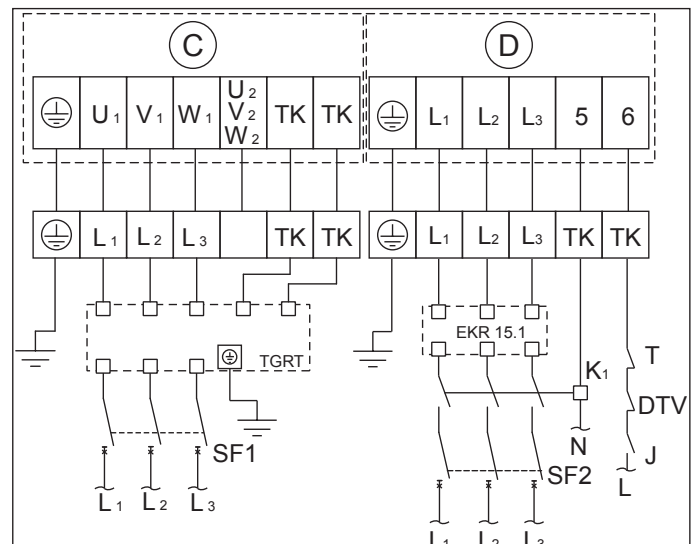 C
D
U1 V1 W1 U2 V2 W2 TK TK
L1 L2 L3 5 6
L1 L2 L3 TK TK
L1 L2 L3 TK TK
TGRT
EKR 15.1
K1
T
DTV
J
L
N
SF1
SF2
L1 L2 L3
L1 L2 L3